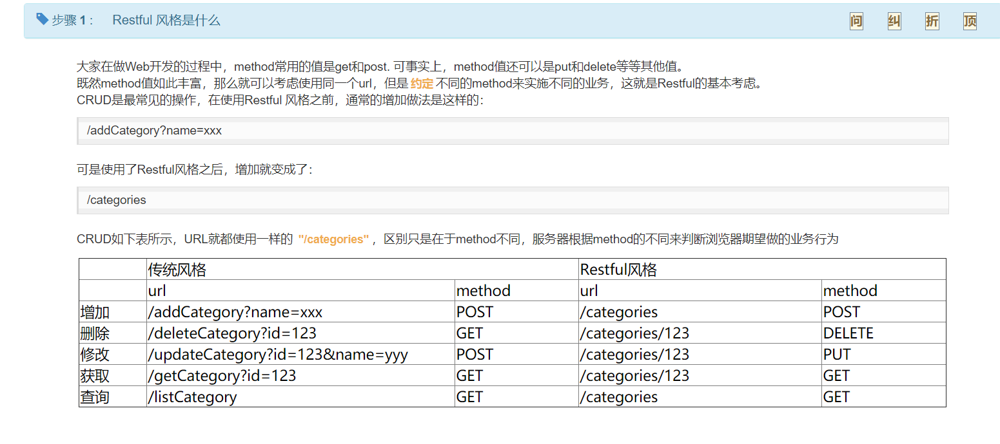 步骤 1 : Restful 风格是什么 问 纠 折 顶
大家在做Web开发的过程中，method常用的值是get和post. 可事实上，method值还可以是put和delete等等其他值。
既然method值如此丰富，那么就可以考虑使用同一个url，但是 约定 不同的method来实施不同的业务，这就是Restful的基本考虑。
CRUD是最常见的操作，在使用Restful 风格之前，通常的增加做法是这样的：
/addCategory?name=xxx
可是使用了Restful风格之后，增加就变成了：
/categories
CRUD如下表所示，URL就都使用一样的 "/categories" ，区别只是在于method不同，服务器根据method的不同来判断浏览器期望做的业务行为
传统风格 Restful风格
url method url method
增加 /addCategory?name=xxx POST /categories POST
删除 /deleteCategory?id=123 GET /categories/123 DELETE
修改 /updateCategory?id=123&name=yyy POST /categories/123 PUT
获取 /getCategory?id=123 GET /categories/123 GET
查询 /listCategory GET /categories GET